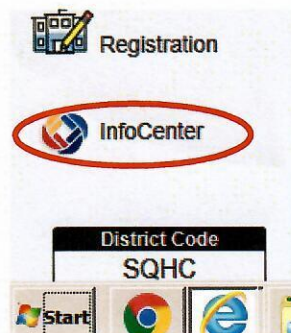 Registration
InfoCenter
District Code
SQHC
Start